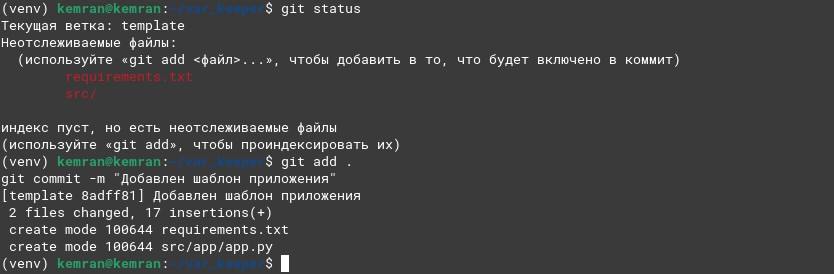 (venv) kemran@kemran:~/var_keeper$ git status
Текущая ветка: template
Неотслеживаемые файлы:
  (используйте «git add <файл>...», чтобы добавить в то, что будет включено в коммит)
        requirements.txt
        src/

индекс пуст, но есть неотслеживаемые файлы
(используйте «git add», чтобы проиндексировать их)
(venv) kemran@kemran:~/var_keeper$ git add .
git commit -m "Добавлен шаблон приложения"
[template 8adff81] Добавлен шаблон приложения
 2 files changed, 17 insertions(+)
 create mode 100644 requirements.txt
 create mode 100644 src/app/app.py
(venv) kemran@kemran:~/var_keeper$